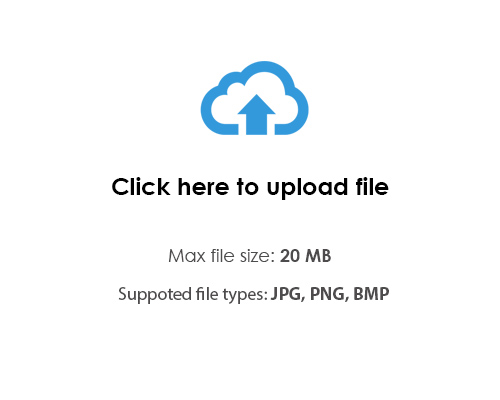 Click here to upload file
Max file size: 20 MB
Suppoted file types: JPG, PNG, BMP